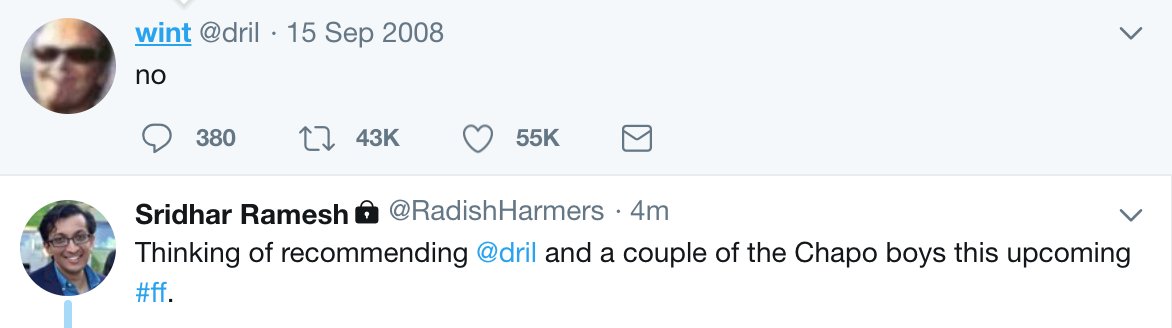 wint @dril · 15 Sep 2008
no
380 43K 55K
Sridhar Ramesh @RadishHarmers · 4m
Thinking of recommending @dril and a couple of the Chapo boys this upcoming
#ff.